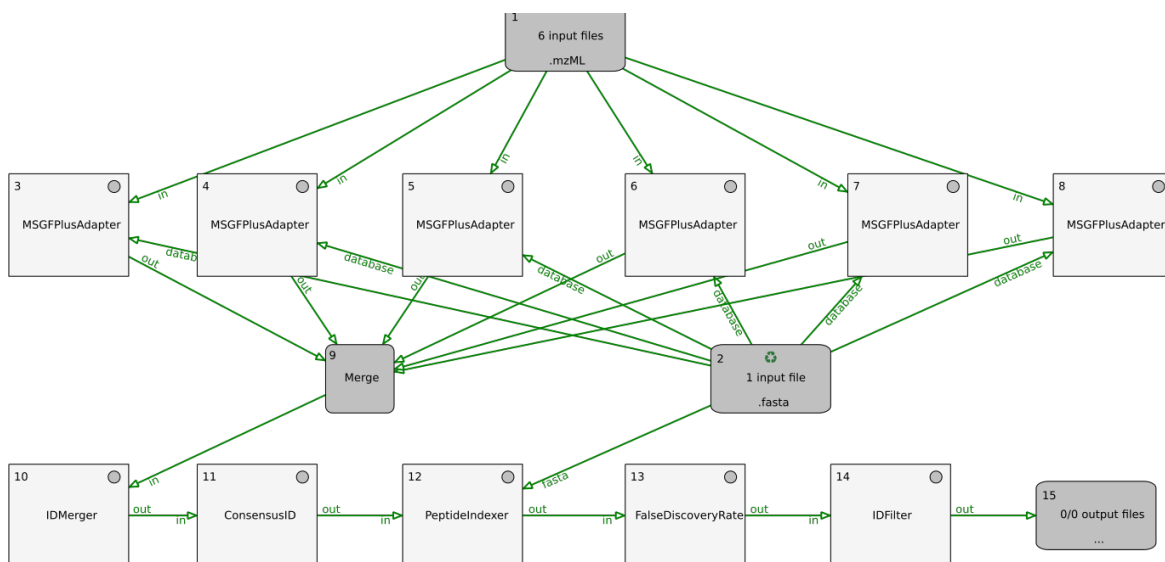 1
6 input files
.mzML
in
in
in
in
in
in
3
MSGFPlusAdapter
4
MSGFPlusAdapter
5
MSGFPlusAdapter
6
MSGFPlusAdapter
7
MSGFPlusAdapter
8
MSGFPlusAdapter
out
out
out
out
out
out
database
database
database
database
database
9
Merge
2
1 input file
.fasta
in
fasta
10
IDMerger
out
in
11
ConsensusID
out
in
12
PeptideIndexer
out
in
13
FalseDiscoveryRate
out
in
14
IDFilter
out
15
0/0 output files
...